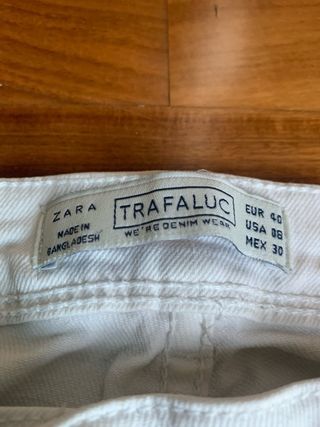 ZARA
MADE IN
BANGLADESH
TRAFALUC
WE'RE DENIM WEAR
EUR 40
USA 08
MEX 30